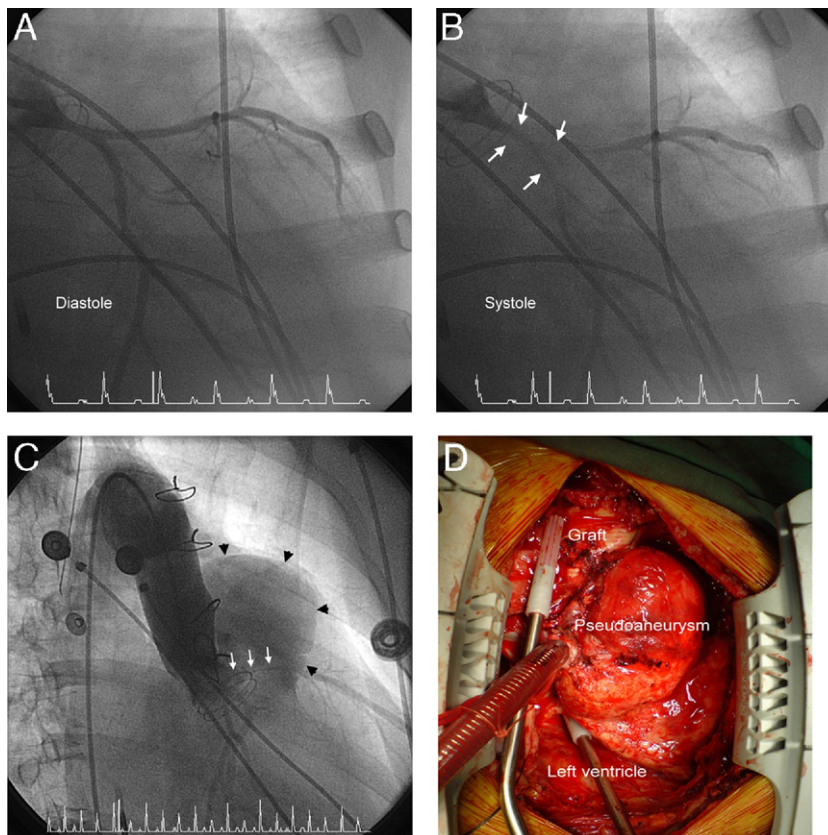 A
Diastole
B
Systole
C
D
Graft
Pseudoaneurysm
Left ventricle